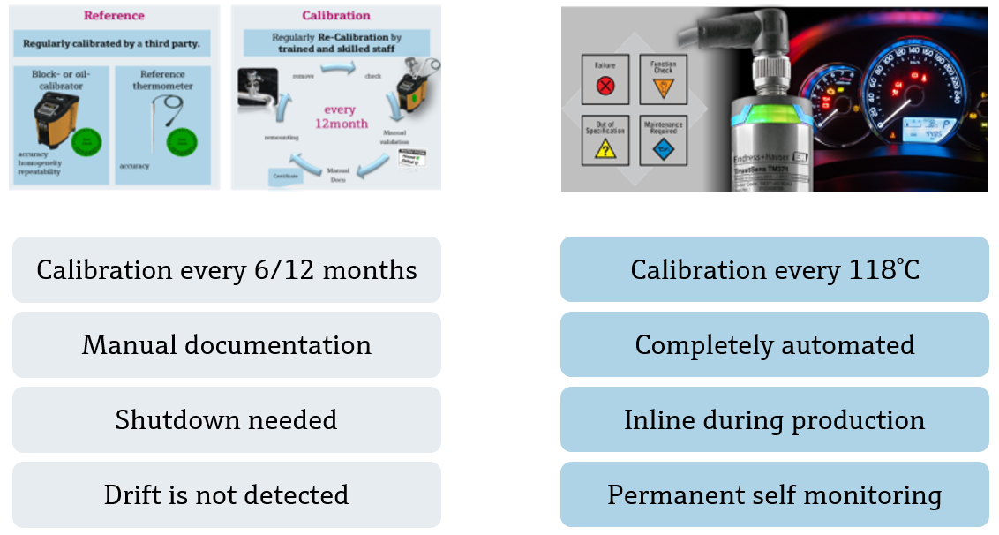 Reference
Regularly calibrated by a third party.
Block- or oil-
calibrator
accuracy
homogeneity
repeatability
Reference
thermometer
accuracy
Calibration
Regularly Re-Calibration by
trained and skilled staff
remove
check
every
12month
Manual
validation
remounting
Certificate
Manual
Docu
Failure
Function
Check
Out of
Specification
?
Maintenance
Required
Endress+Hauser EH
iTrustSens TM371
Calibration every 6/12 months
Manual documentation
Shutdown needed
Drift is not detected
Calibration every 118°C
Completely automated
Inline during production
Permanent self monitoring